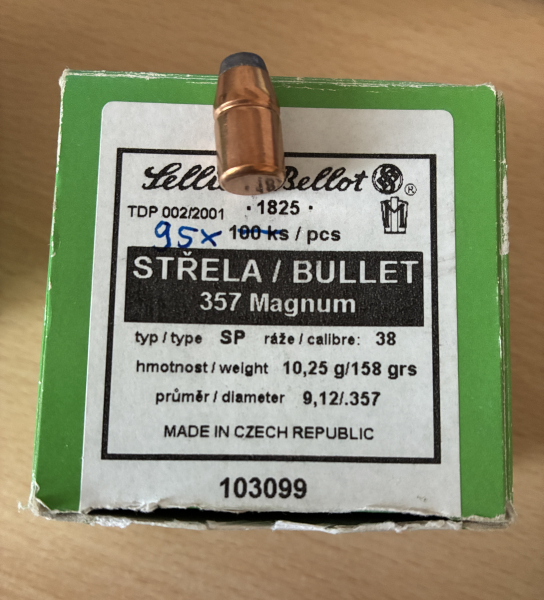 Selli Bellot ®
TDP 002/2001 · 1825 ·
95x 100 ks / pcs
STŘELA / BULLET
357 Magnum
typ / type SP ráže / calibre: 38
hmotnost / weight 10,25 g/158 grs
průměr / diameter 9,12/.357
MADE IN CZECH REPUBLIC
103099